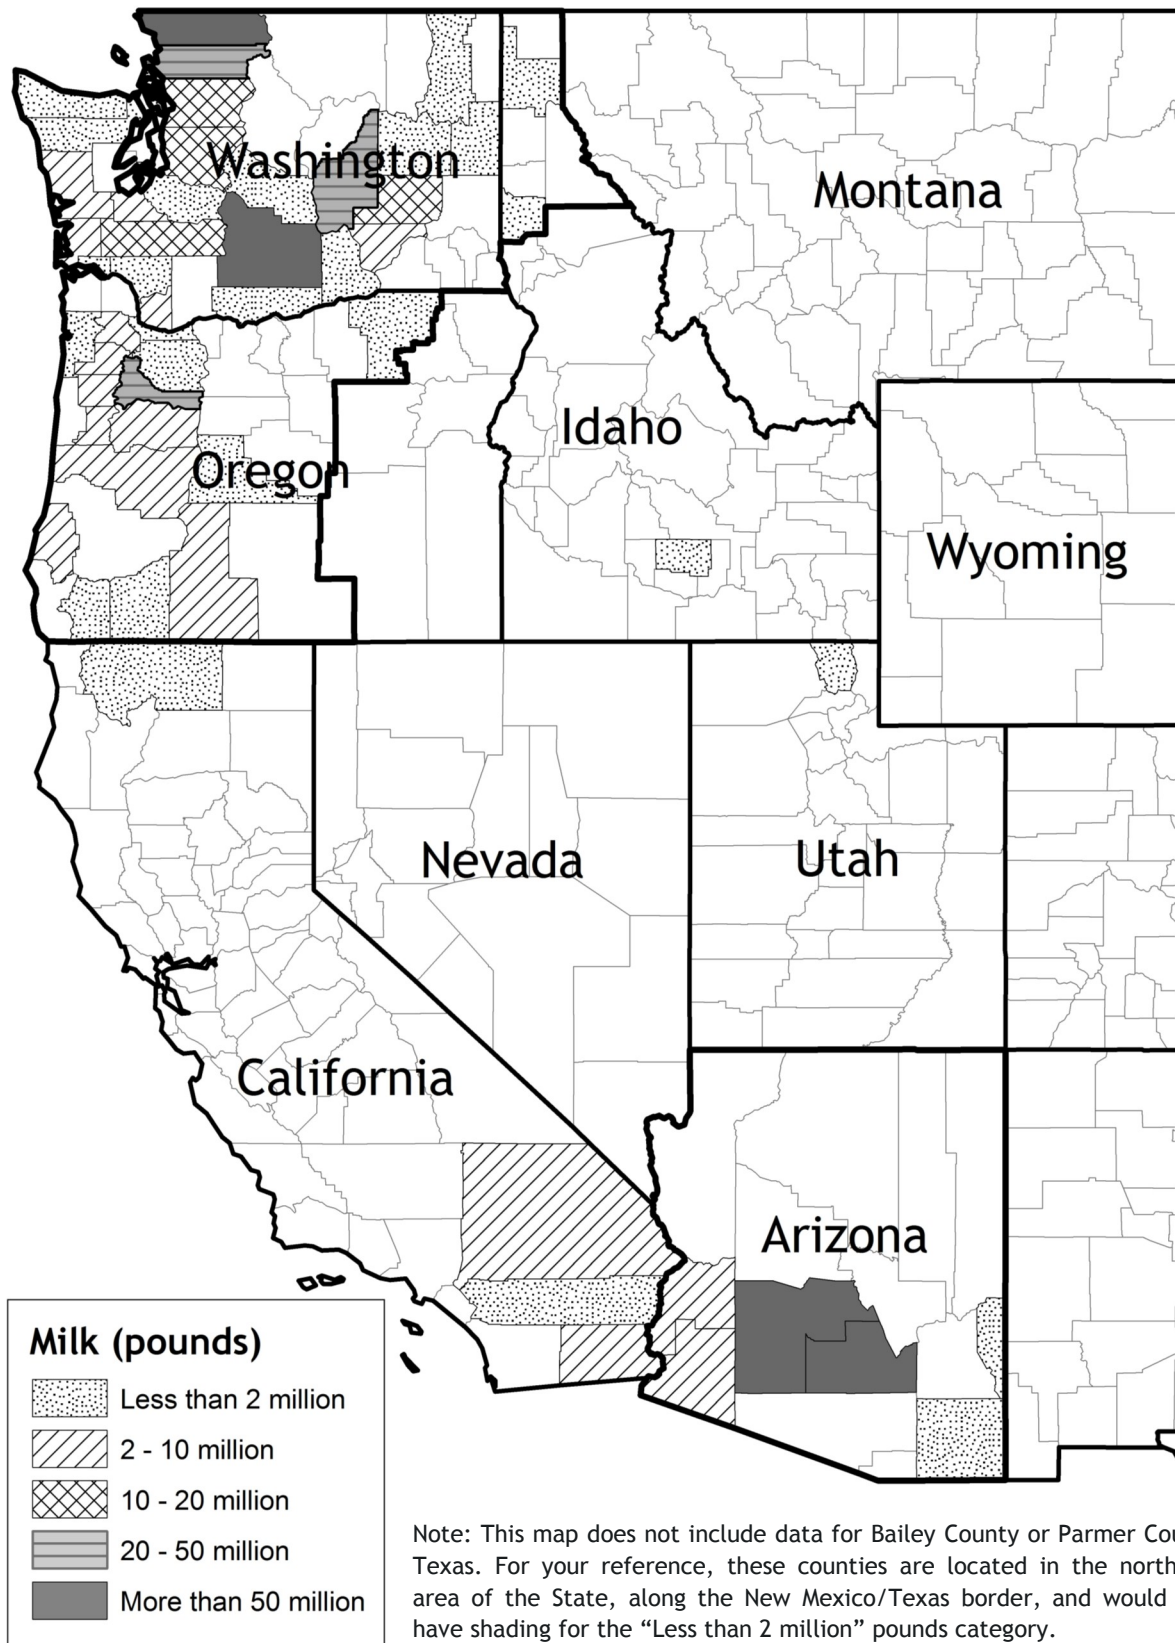 Washington
Montana
Idaho
Oregon
Wyoming
Nevada
Utah
California
Arizona
Milk (pounds)
Less than 2 million
2 - 10 million
10 - 20 million
20 - 50 million
More than 50 million
Note: This map does not include data for Bailey County or Parmer
Texas. For your reference, these counties are located in the
area of the State, along the New Mexico/Texas border, and would
have shading for the “Less than 2 million” pounds category.